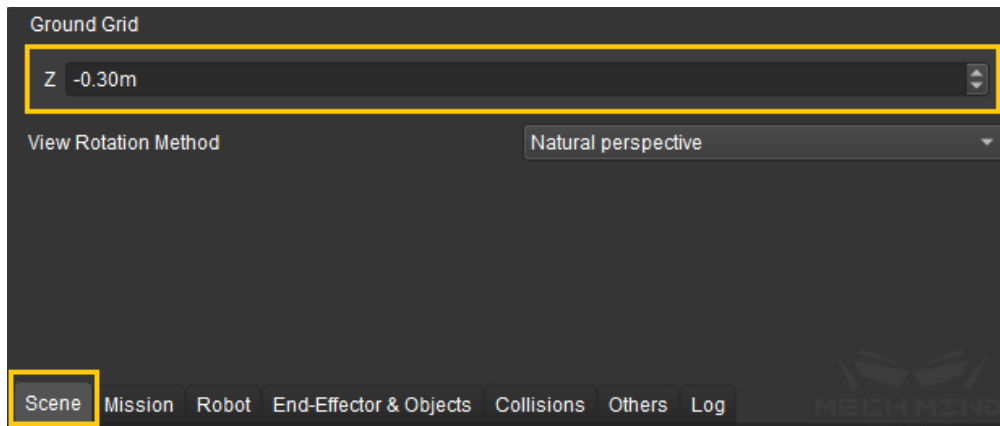 Ground Grid
Z -0.30m
View Rotation Method Natural perspective
Scene Mission Robot End-Effector & Objects Collisions Others Log
MECH MIND